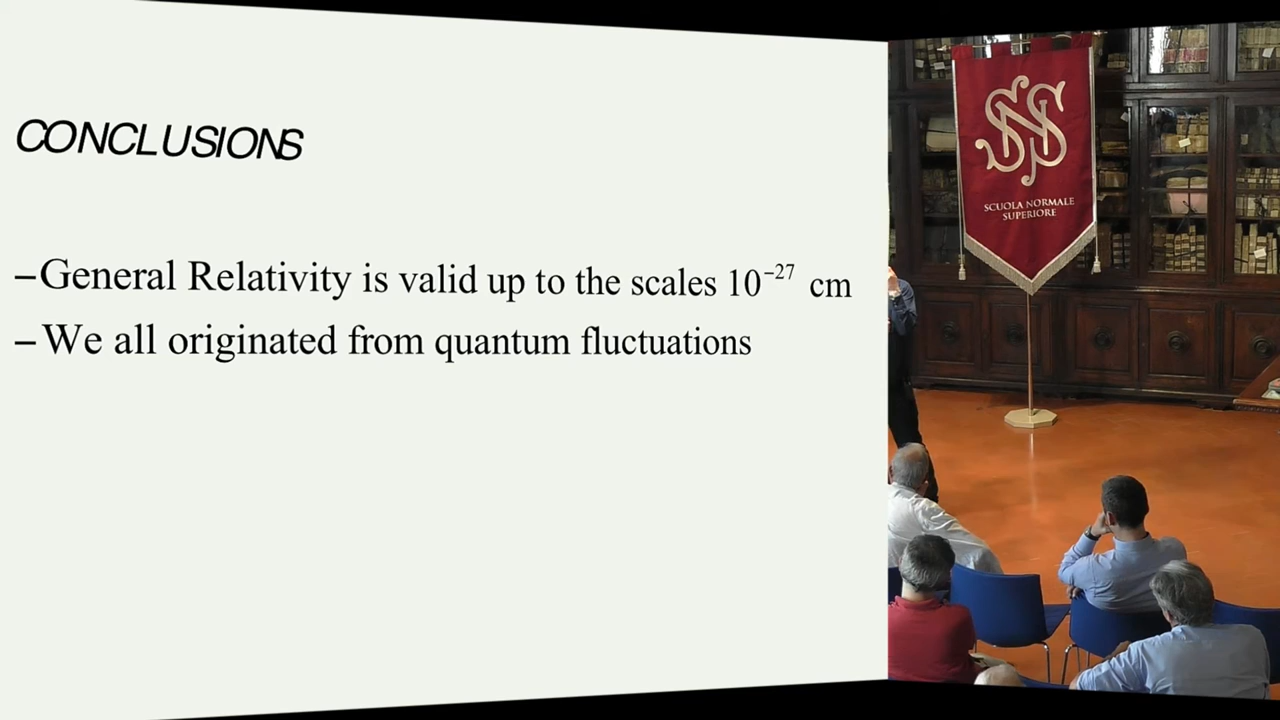 CONCLUSIONS
–General Relativity is valid up to the scales 10⁻²⁷ cm
–We all originated from quantum fluctuations
SNS
SCUOLA NORMALE
SUPERIORE